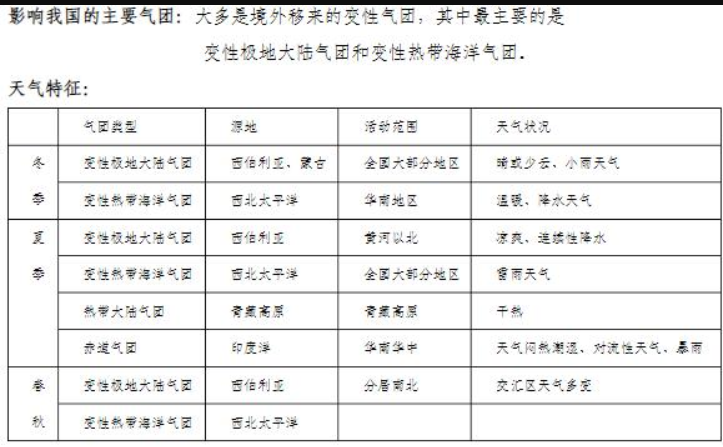 影响我国的主要气团：大多是境外移来的变性气团，其中最主要的是
变性极地大陆气团和变性热带海洋气团.
天气特征：
气团类型 源地 活动范围 天气状况
冬 变性极地大陆气团 西伯利亚、蒙古 全国大部分地区 晴或少云、小雨天气
季 变性热带海洋气团 西北太平洋 华南地区 温暖、降水天气
夏 变性极地大陆气团 西伯利亚 黄河以北 凉爽、连续性降水
季 变性热带海洋气团 西北太平洋 全国大部分地区 雷雨天气
热带大陆气团 青藏高原 青藏高原 干热
赤道气团 印度洋 华南华中 天气闷热潮湿、对流性天气、暴雨
春 变性极地大陆气团 西伯利亚 分居南北 交汇区天气多变
秋 变性热带海洋气团 西北太平洋